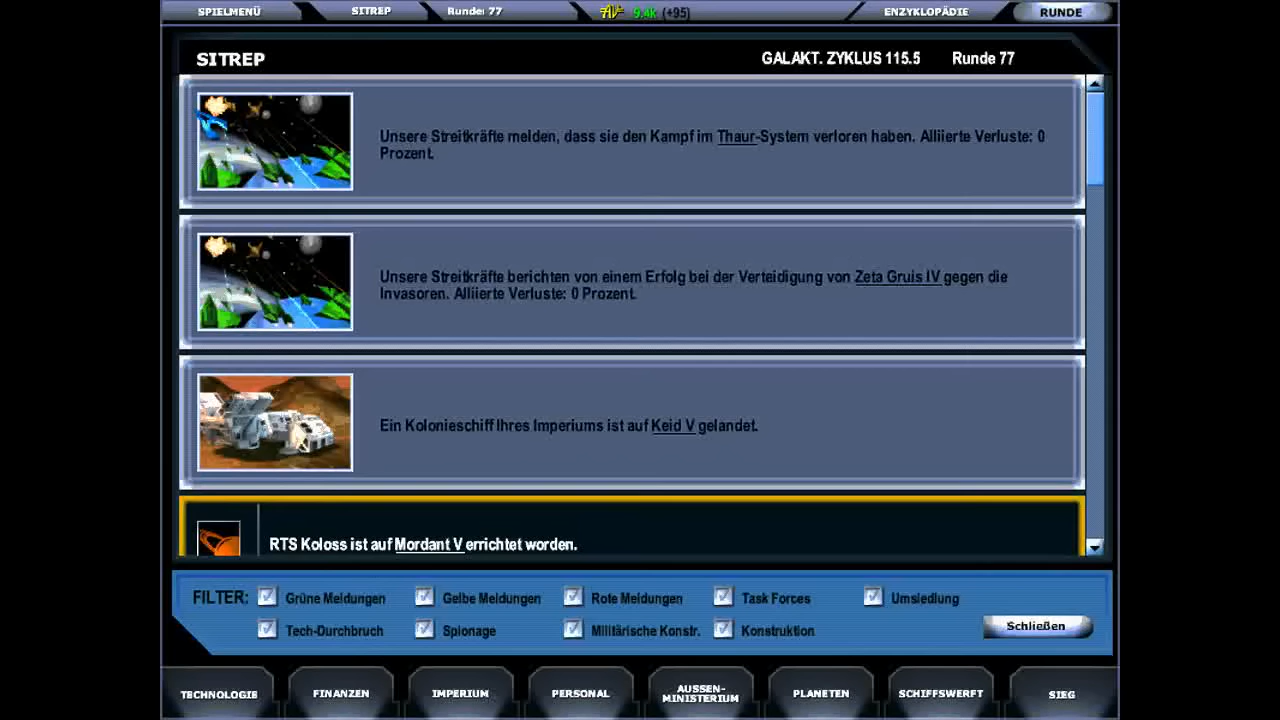 SPIELMENÜ SITREP Runde: 77 9.4k (+95) ENZYKLOPÄDIE RUNDE
SITREP GALAKT. ZYKLUS 115.5 Runde 77
Unsere Streitkräfte melden, dass sie den Kampf im Thaur-System verloren haben. Alliierte Verluste: 0
Prozent.
Unsere Streitkräfte berichten von einem Erfolg bei der Verteidigung von Zeta Gruis IV gegen die
Invasoren. Alliierte Verluste: 0 Prozent.
Ein Kolonieschiff Ihres Imperiums ist auf Keid V gelandet.
RTS Koloss ist auf Mordant V errichtet worden.
FILTER: Grüne Meldungen Gelbe Meldungen Rote Meldungen Task Forces Umsiedlung
Tech-Durchbruch Spionage Militärische Konstr. Konstruktion
Schließen
TECHNOLOGIE FINANZEN IMPERIUM PERSONAL AUSSEN-
MINISTERIUM PLANETEN SCHIFFSWERFT SIEG